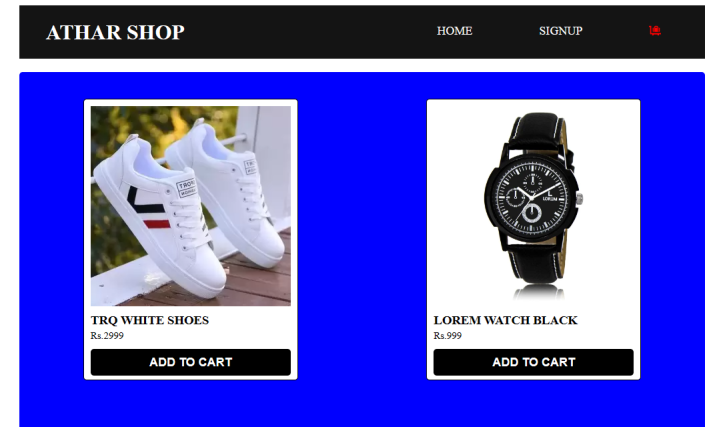 ATHAR SHOP
HOME
SIGNUP
TRQ WHITE SHOES
Rs.2999
ADD TO CART
LOREM
LOREM WATCH BLACK
Rs.999
ADD TO CART